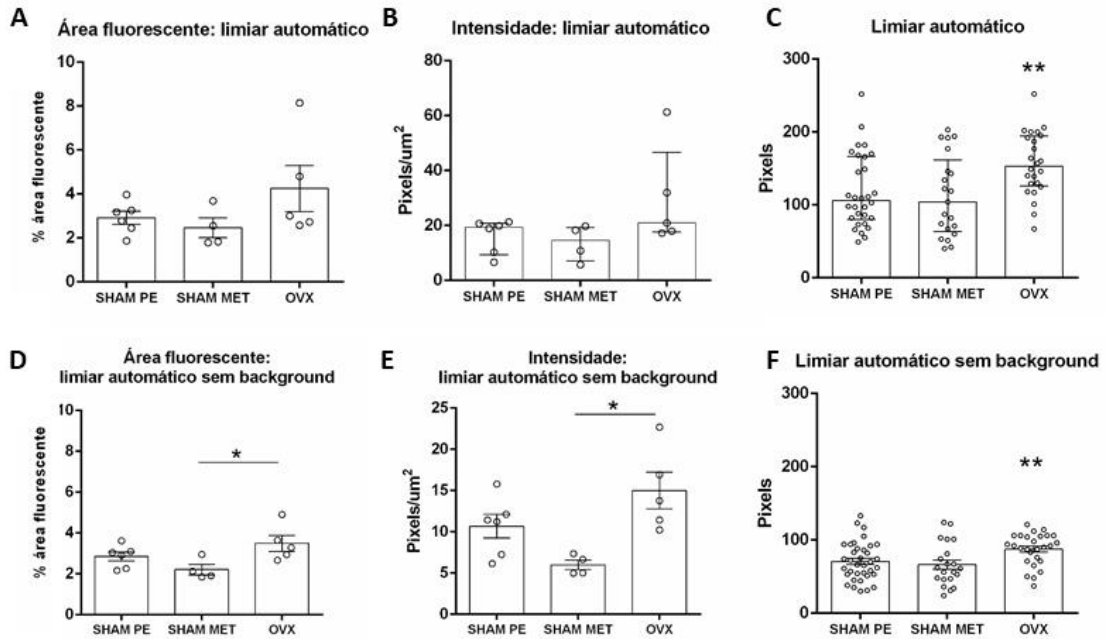 A
Área fluorescente: limiar automático
% área fluorescente
10
8
6
4
2
0
SHAM PE
SHAM MET
OVX
B
Intensidade: limiar automático
Pixels/um²
80
60
40
20
0
SHAM PE
SHAM MET
OVX
C
Limiar automático
Pixels
300
200
100
0
**
SHAM PE
SHAM MET
OVX
D
Área fluorescente:
limiar automático sem background
% área fluorescente
10
8
6
4
2
0
*
SHAM PE
SHAM MET
OVX
E
Intensidade:
limiar automático sem background
Pixels/um²
25
20
15
10
5
0
*
SHAM PE
SHAM MET
OVX
F
Limiar automático sem background
Pixels
300
200
100
0
**
SHAM PE
SHAM MET
OVX